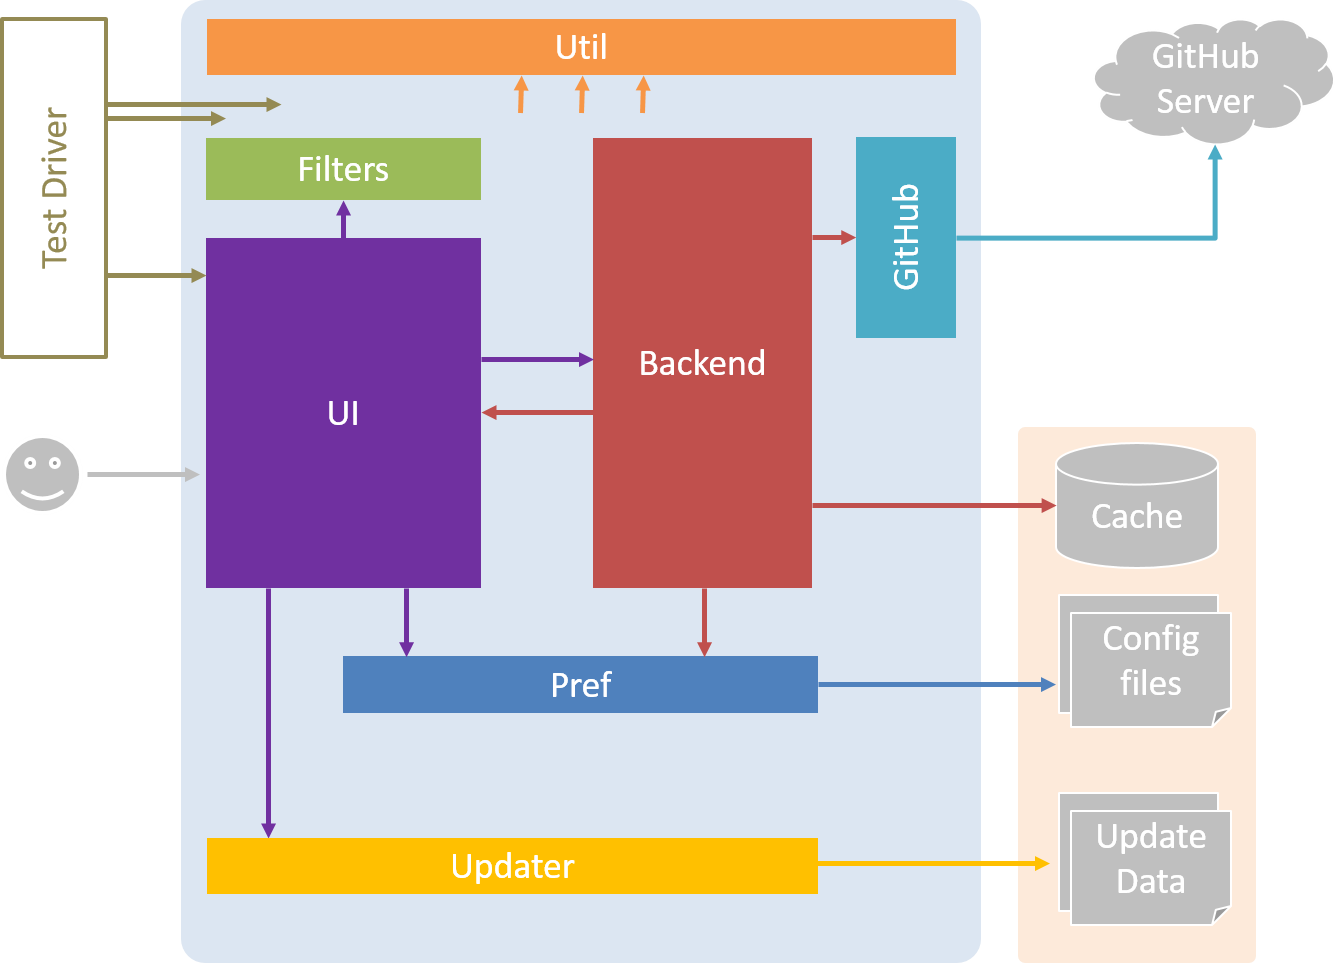 Util
GitHub
Server
Test Driver
Filters
GitHub
Backend
UI
Cache
Config
files
Pref
Update
Data
Updater